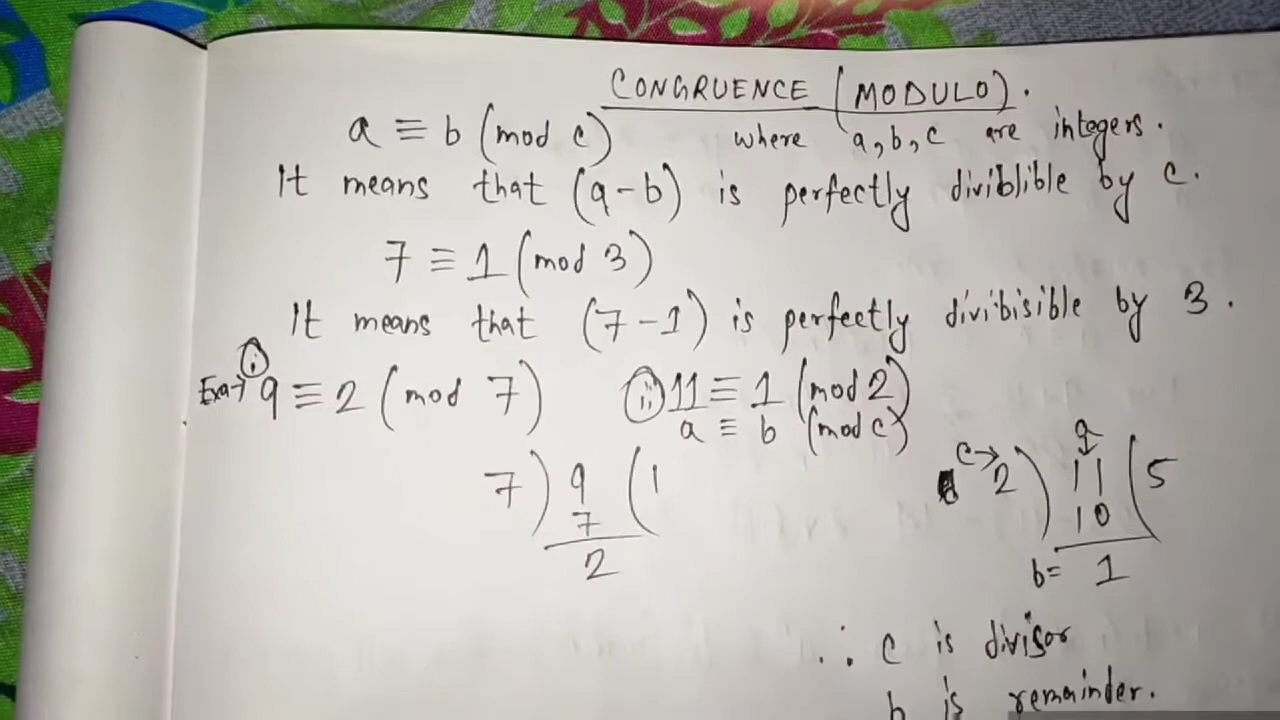 CONGRUENCE (MODULO).
a ≡ b (mod c) where a, b, c are integers.
It means that (a-b) is perfectly diviblible by c.
7 ≡ 1 (mod 3)
It means that (7-1) is perfectly divibisible by 3.
Exa→ (i) 9 ≡ 2 (mod 7) (ii) 11 ≡ 1 (mod 2)
a ≡ b (mod c)
7) 9 (1
7
2
a
c→ 2) 11 (5
10
b= 1
∴ c is divisor
b is remainder.